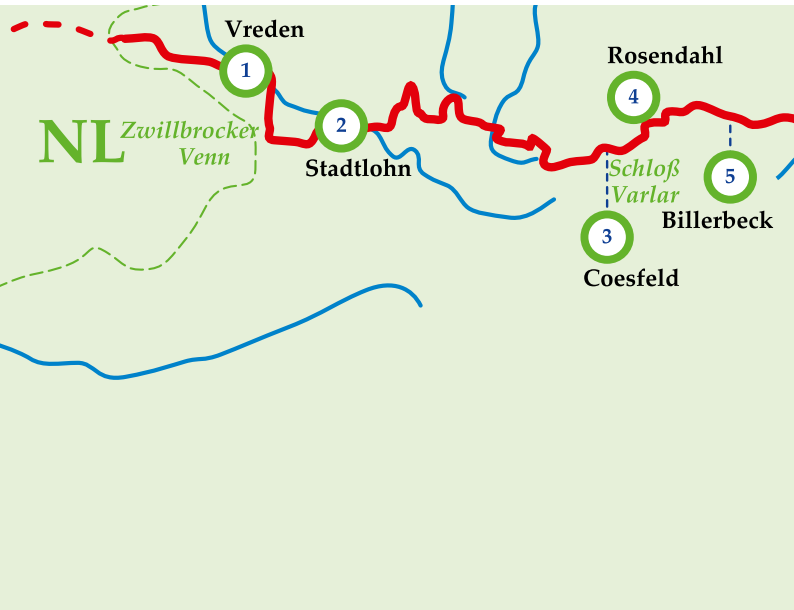 Vreden
1
Rosendahl
4
NL
Zwillbrocker
Venn
2
Stadtlohn
Schloß
Varlar
5
Billerbeck
3
Coesfeld